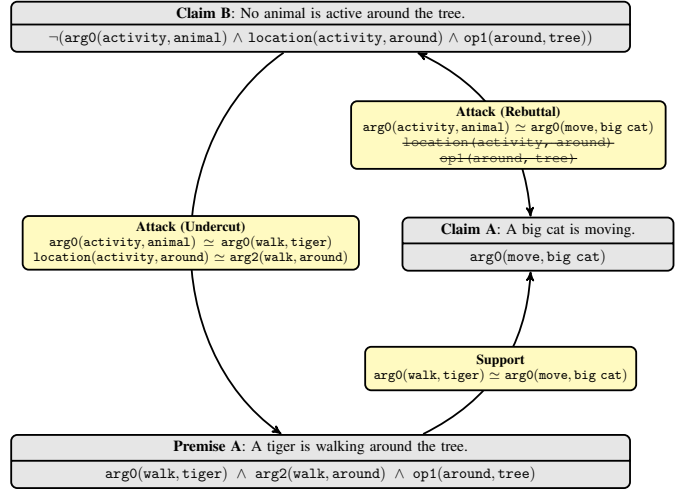 Claim B: No animal is active around the tree.
¬(arg0(activity, animal) ∧ location(activity, around) ∧ op1(around, tree))
Attack (Rebuttal)
arg0(activity, animal) ≃ arg0(move, big cat)
location(activity, around)
op1(around, tree)
Attack (Undercut)
arg0(activity, animal) ≃ arg0(walk, tiger)
location(activity, around) ≃ arg2(walk, around)
Claim A: A big cat is moving.
arg0(move, big cat)
Support
arg0(walk, tiger) ≃ arg0(move, big cat)
Premise A: A tiger is walking around the tree.
arg0(walk, tiger) ∧ arg2(walk, around) ∧ op1(around, tree)